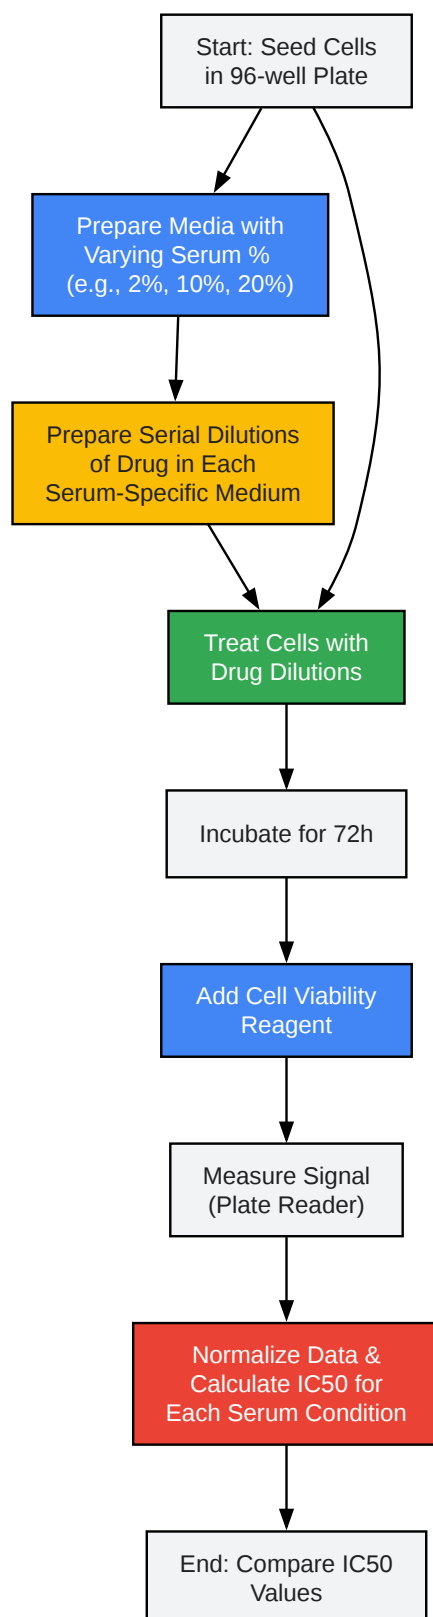 Start: Seed Cells
in 96-well Plate
Prepare Media with
Varying Serum %
(e.g., 2%, 10%, 20%)
Prepare Serial Dilutions
of Drug in Each
Serum-Specific Medium
Treat Cells with
Drug Dilutions
Incubate for 72h
Add Cell Viability
Reagent
Measure Signal
(Plate Reader)
Normalize Data &
Calculate IC50 for
Each Serum Condition
End: Compare IC50
Values